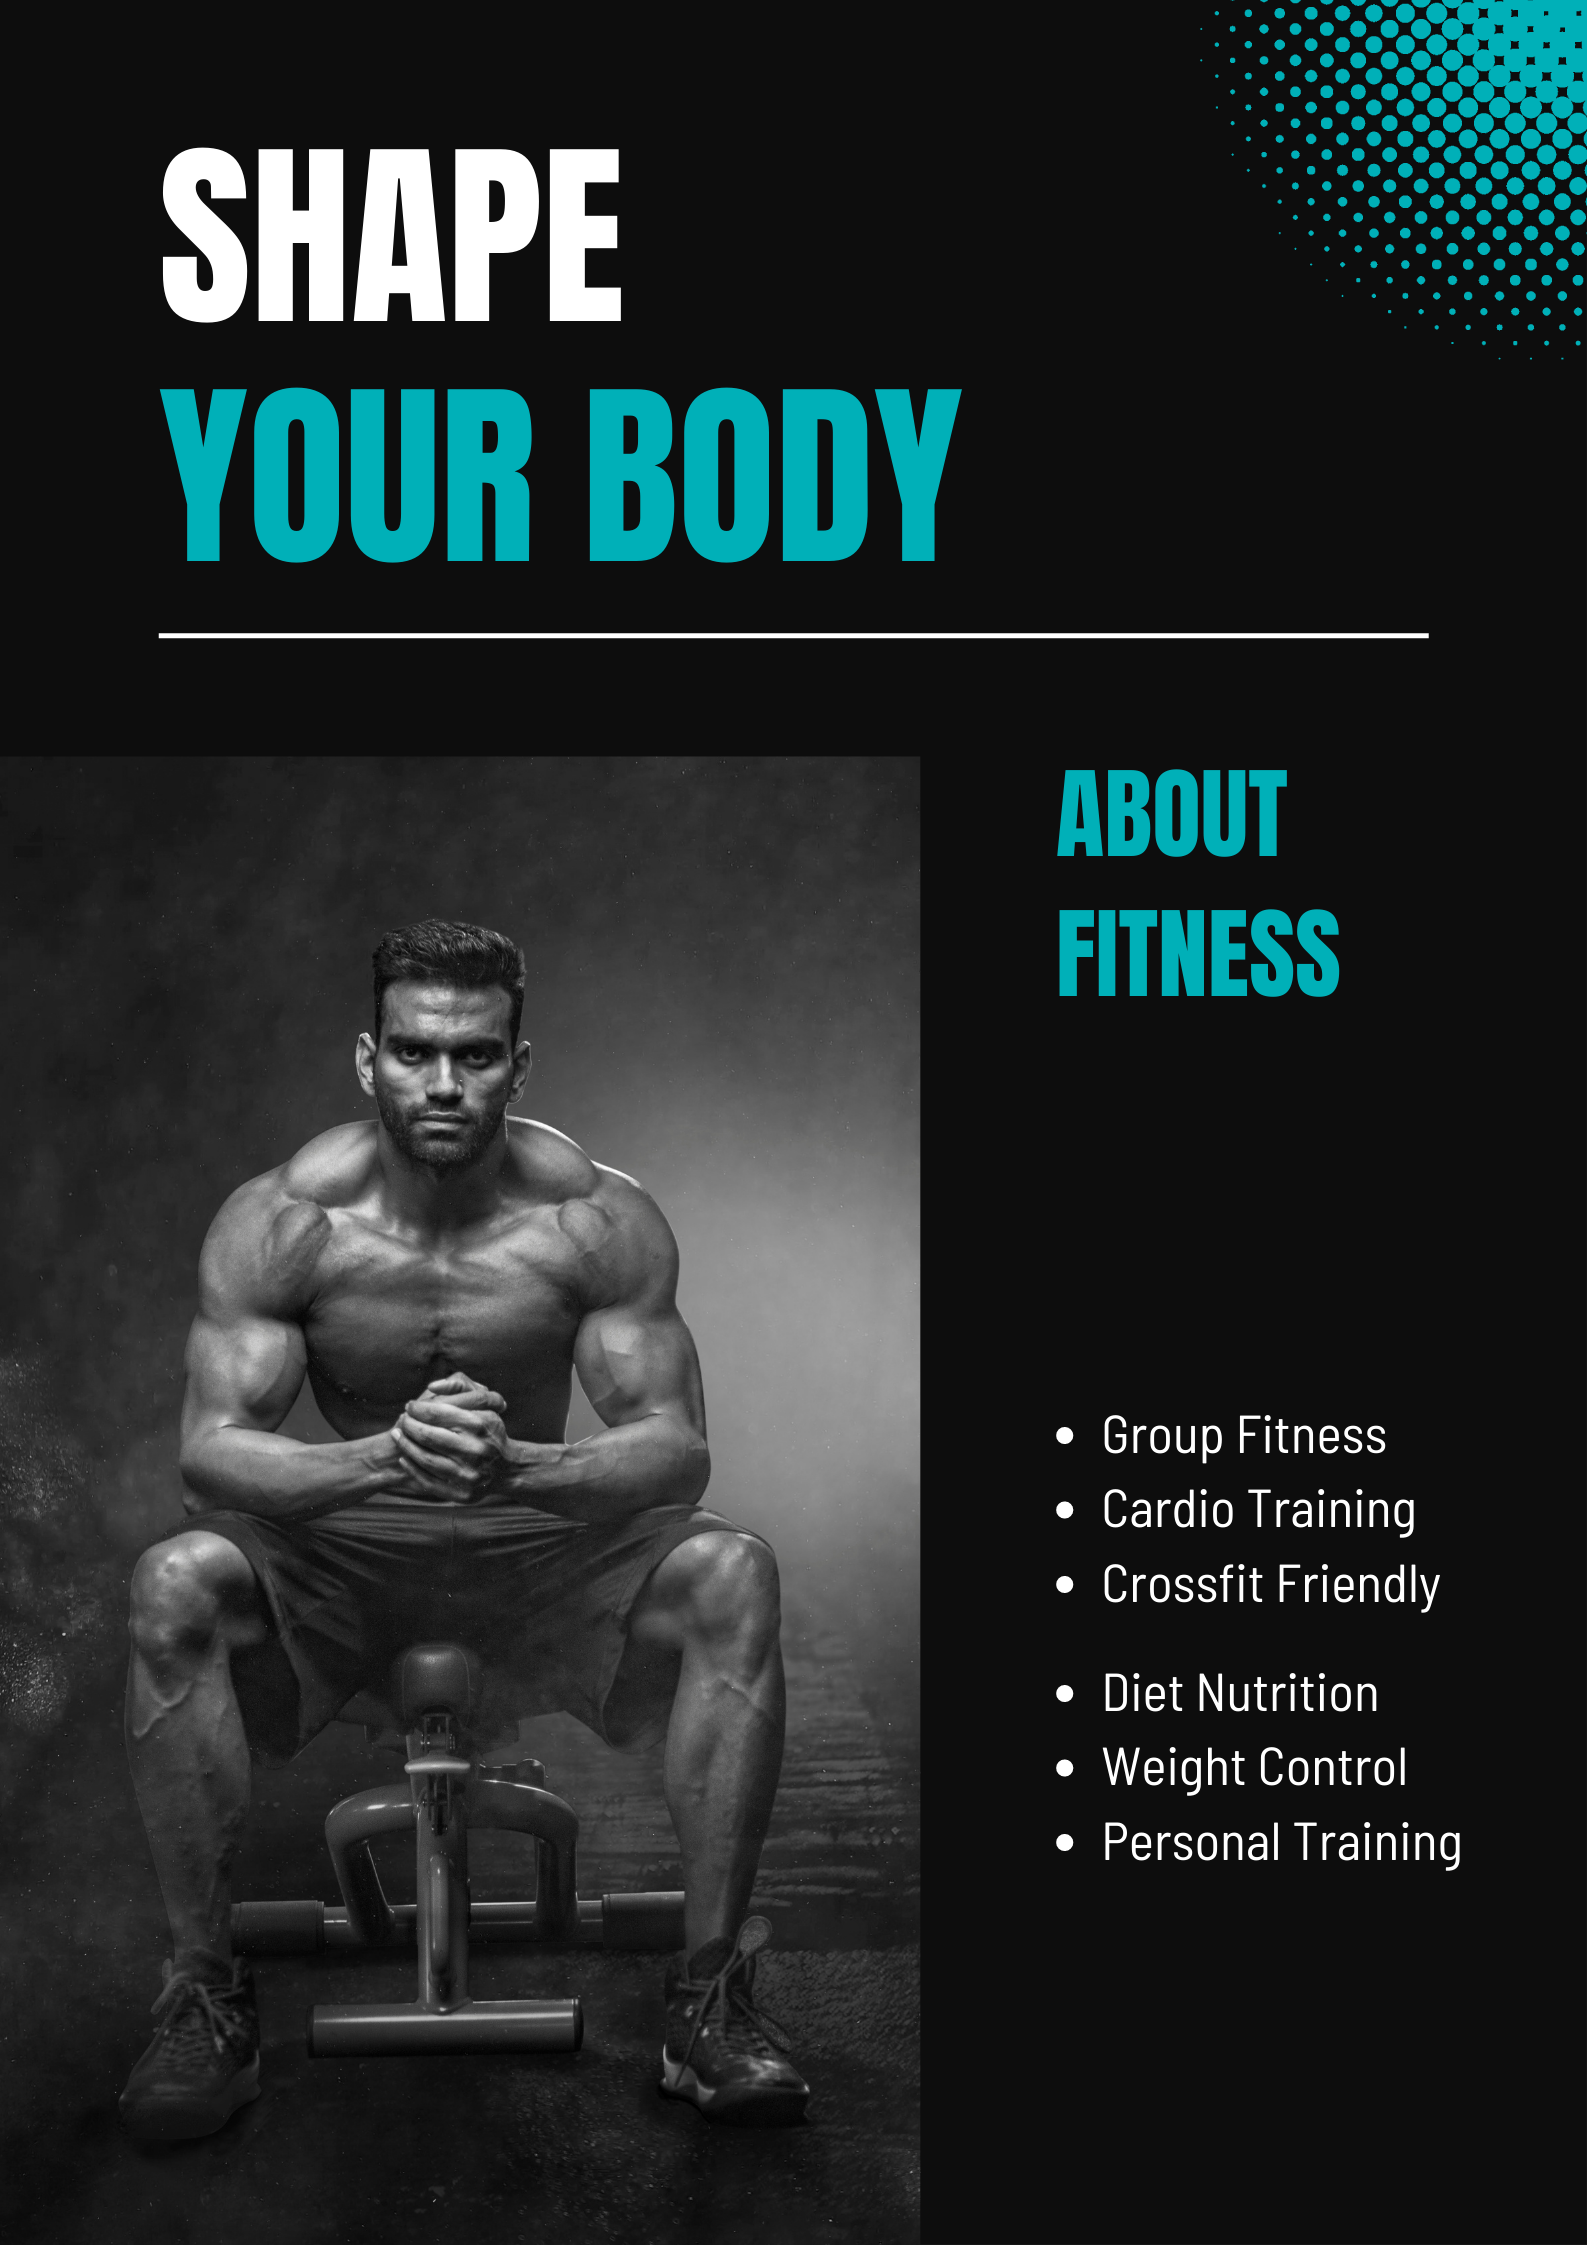 SHAPE
YOUR BODY
ABOUT
FITNESS
• Group Fitness
• Cardio Training
• Crossfit Friendly
• Diet Nutrition
• Weight Control
• Personal Training